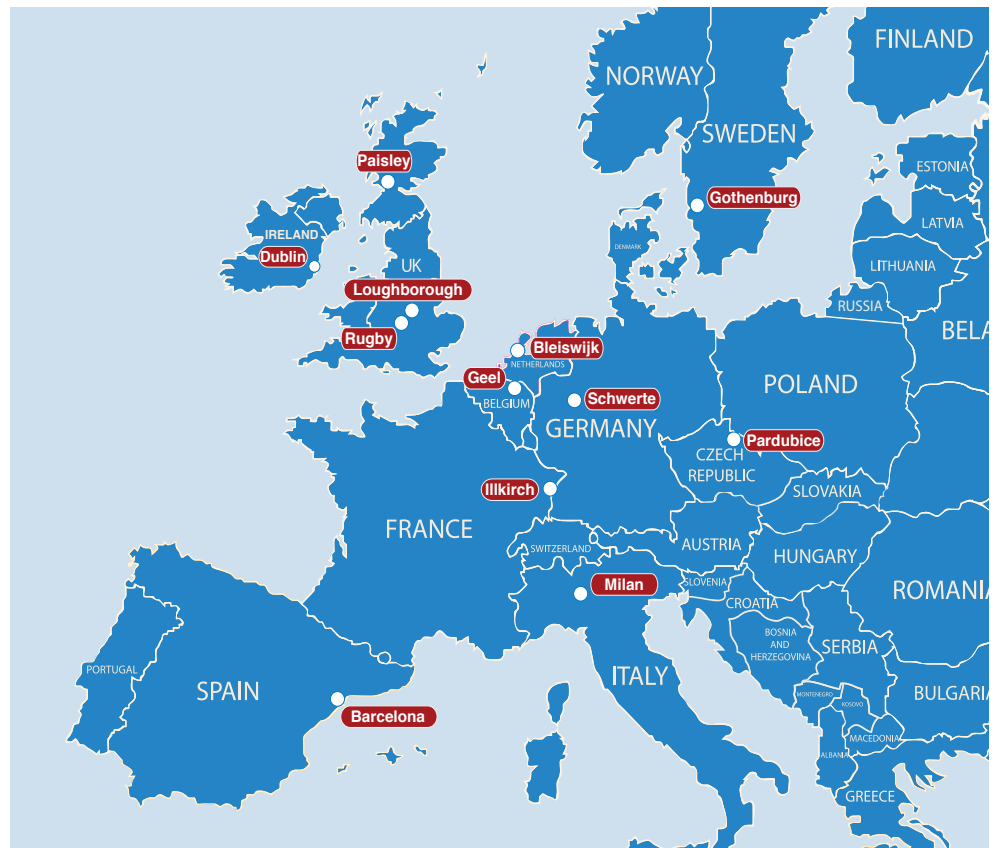 FINLAND
NORWAY
SWEDEN
Paisley
ESTONIA
Gothenburg
LATVIA
IRELAND
DENMARK
Dublin
UK
LITHUANIA
Loughborough
RUSSIA
BELA
Rugby
Bleiswijk
NETHERLANDS
Geel
POLAND
BELGIUM
Schwerte
GERMANY
Pardubice
CZECH
REPUBLIC
Illkirch
SLOVAKIA
FRANCE
SWITZERLAND
AUSTRIA
HUNGARY
Milan
SLOVENIA
ROMANIA
CROATIA
BOSNIA
AND
HERZEGOVINA
SERBIA
PORTUGAL
ITALY
SPAIN
MONTENEGRO
BULGARIA
KOSOVO
Barcelona
MACEDONIA
ALBANIA
GREECE